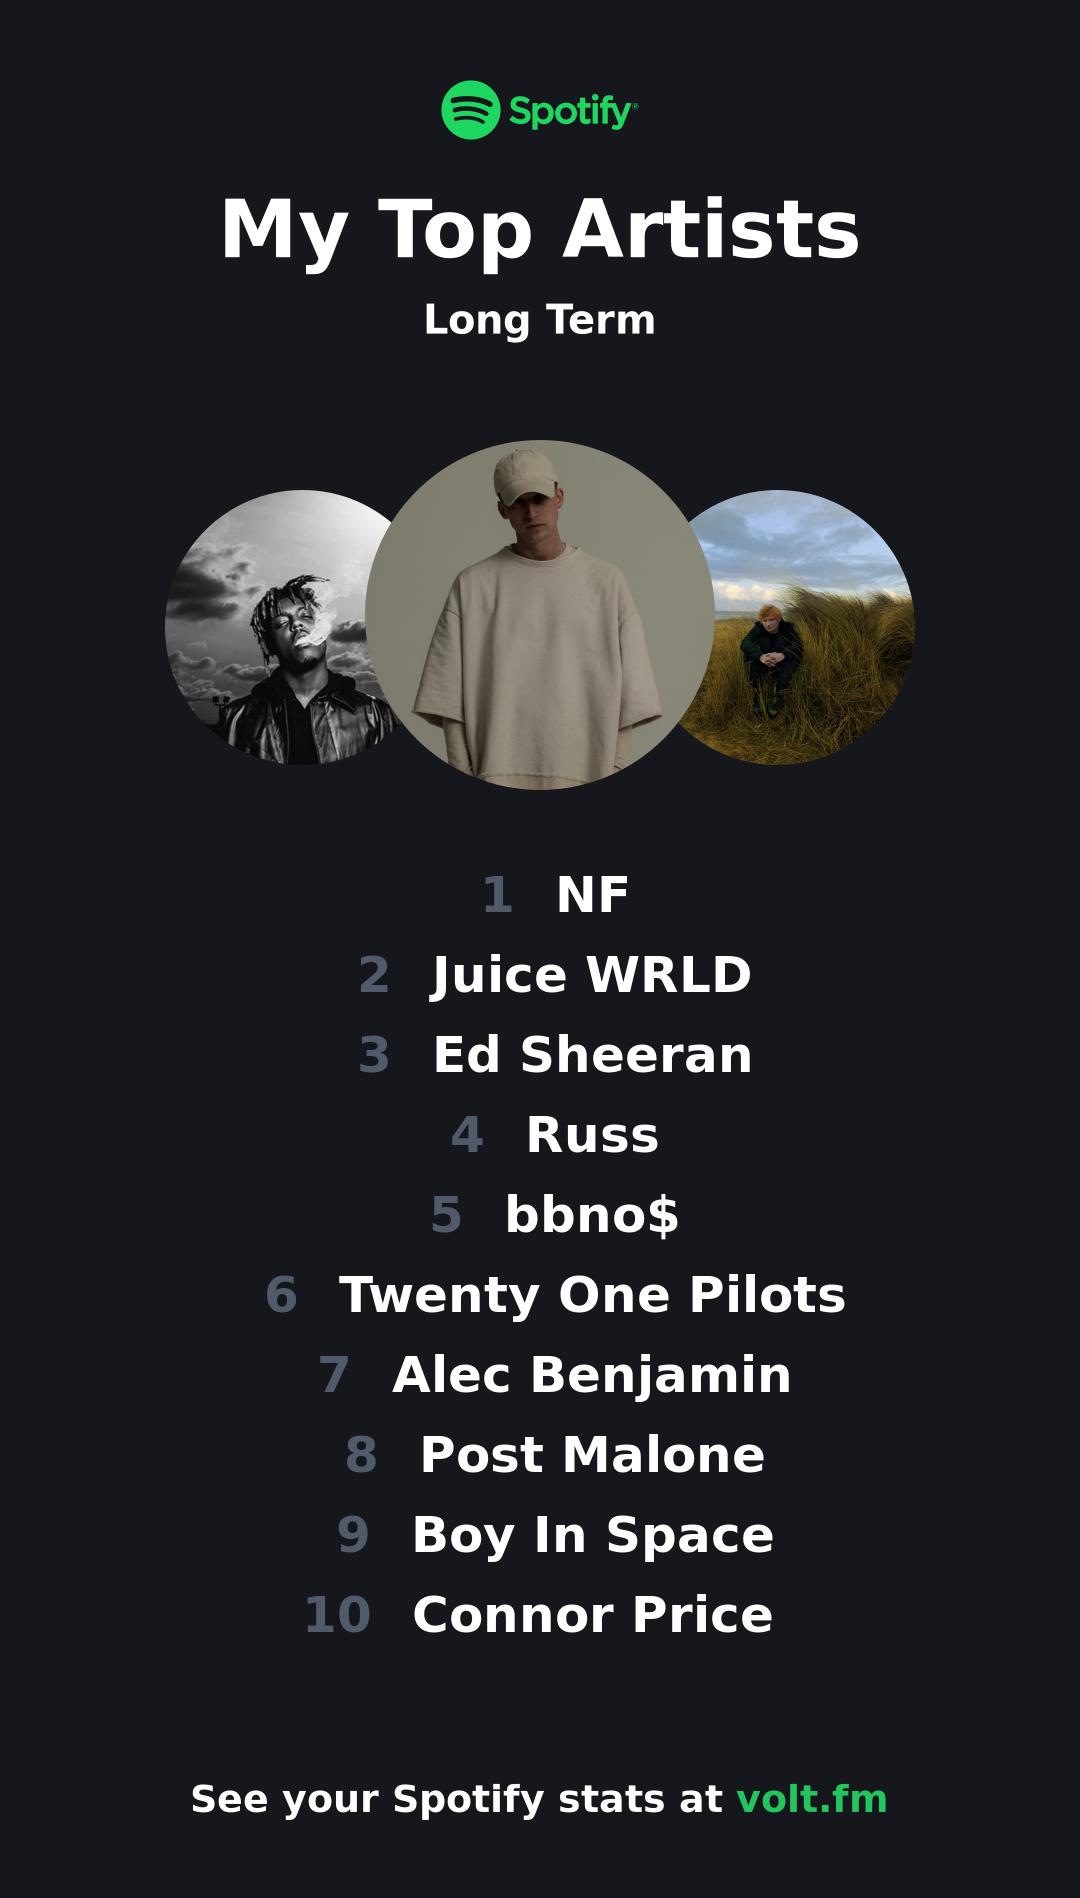 Spotify®
My Top Artists
Long Term
1 NF
2 Juice WRLD
3 Ed Sheeran
4 Russ
5 bbno$
6 Twenty One Pilots
7 Alec Benjamin
8 Post Malone
9 Boy In Space
10 Connor Price
See your Spotify stats at volt.fm